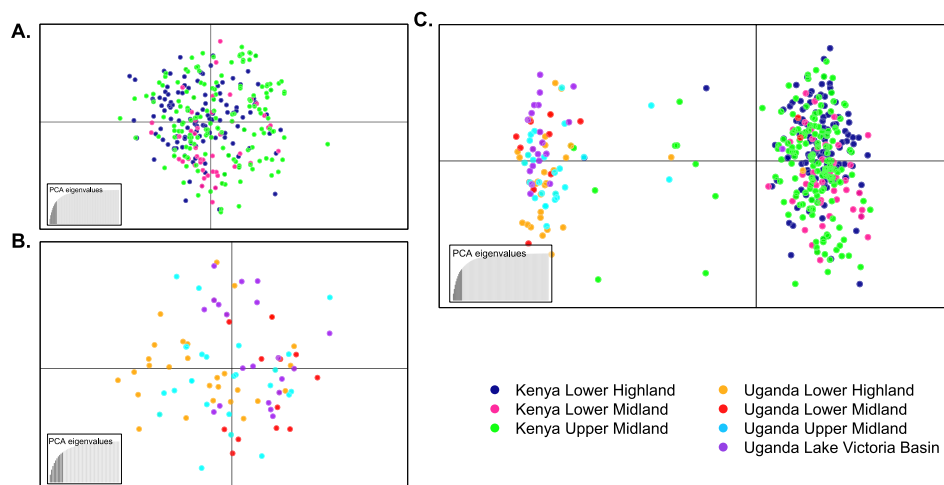 A.
PCA eigenvalues
B.
PCA eigenvalues
C.
PCA eigenvalues
Kenya Lower Highland
Kenya Lower Midland
Kenya Upper Midland
Uganda Lower Highland
Uganda Lower Midland
Uganda Upper Midland
Uganda Lake Victoria Basin